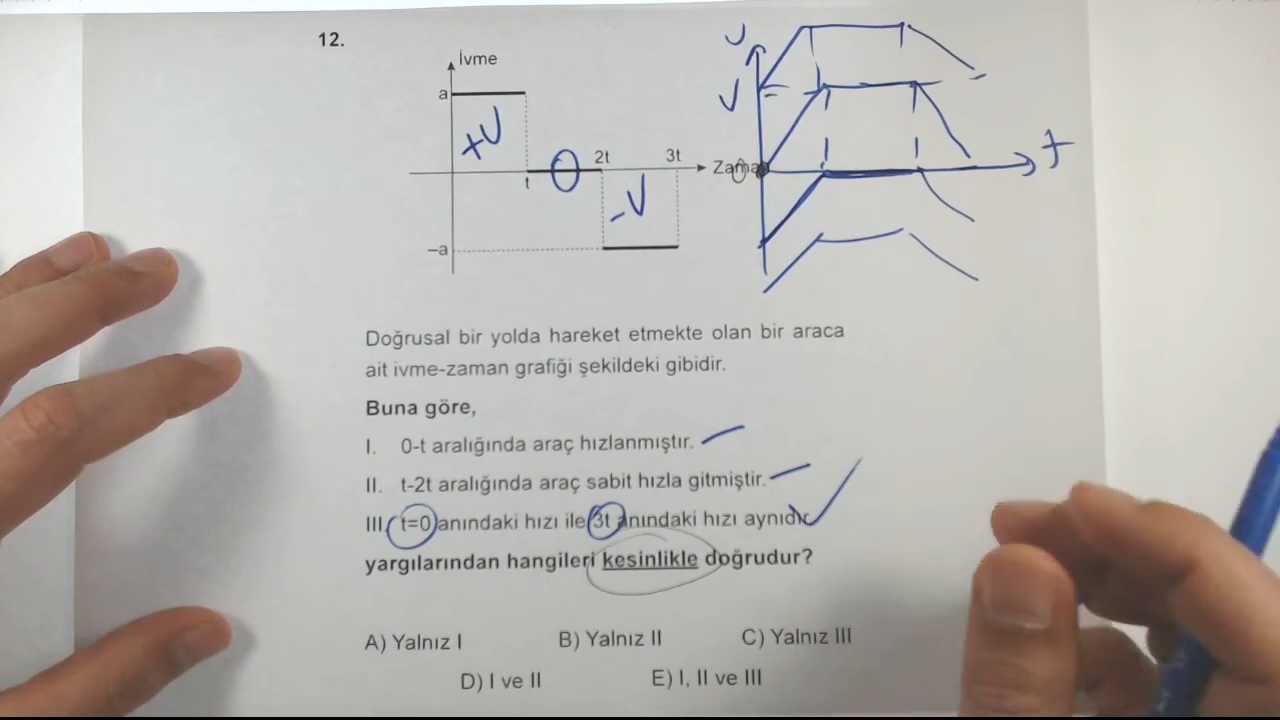 12.
İvme
a
+V
0
2t
3t
Zaman
t
-V
-a
υ
V
0
t
Doğrusal bir yolda hareket etmekte olan bir araca
ait ivme-zaman grafiği şekildeki gibidir.
Buna göre,
I. 0-t aralığında araç hızlanmıştır.
II. t-2t aralığında araç sabit hızla gitmiştir.
III. t=0 anındaki hızı ile 3t anındaki hızı aynıdır.
yargılarından hangileri kesinlikle doğrudur?
A) Yalnız I B) Yalnız II C) Yalnız III
D) I ve II E) I, II ve III